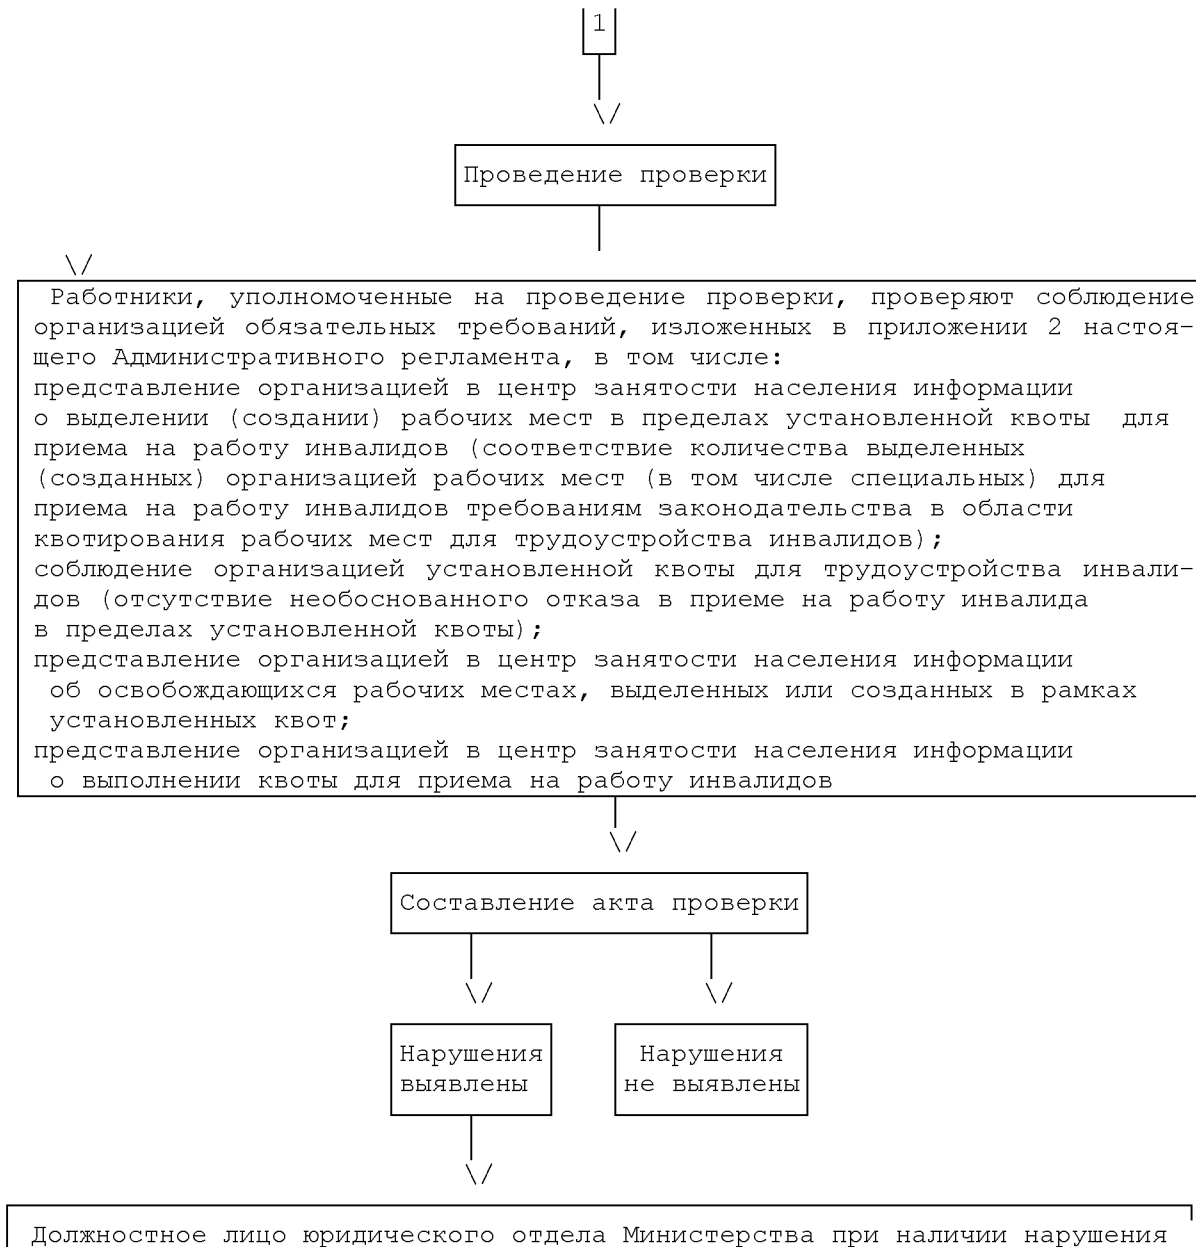 1
\/
Проведение проверки
\/
Работники, уполномоченные на проведение проверки, проверяют соблюдение
организацией обязательных требований, изложенных в приложении 2 настоя-
щего Административного регламента, в том числе:
представление организацией в центр занятости населения информации
о выделении (создании) рабочих мест в пределах установленной квоты для
приема на работу инвалидов (соответствие количества выделенных
(созданных) организацией рабочих мест (в том числе специальных) для
приема на работу инвалидов требованиям законодательства в области
квотирования рабочих мест для трудоустройства инвалидов);
соблюдение организацией установленной квоты для трудоустройства инвали-
дов (отсутствие необоснованного отказа в приеме на работу инвалида
в пределах установленной квоты);
представление организацией в центр занятости населения информации
об освобождающихся рабочих местах, выделенных или созданных в рамках
установленных квот;
представление организацией в центр занятости населения информации
о выполнении квоты для приема на работу инвалидов
\/
Составление акта проверки
\/ \/
Нарушения
выявлены
Нарушения
не выявлены
\/
Должностное лицо юридического отдела Министерства при наличии нарушения